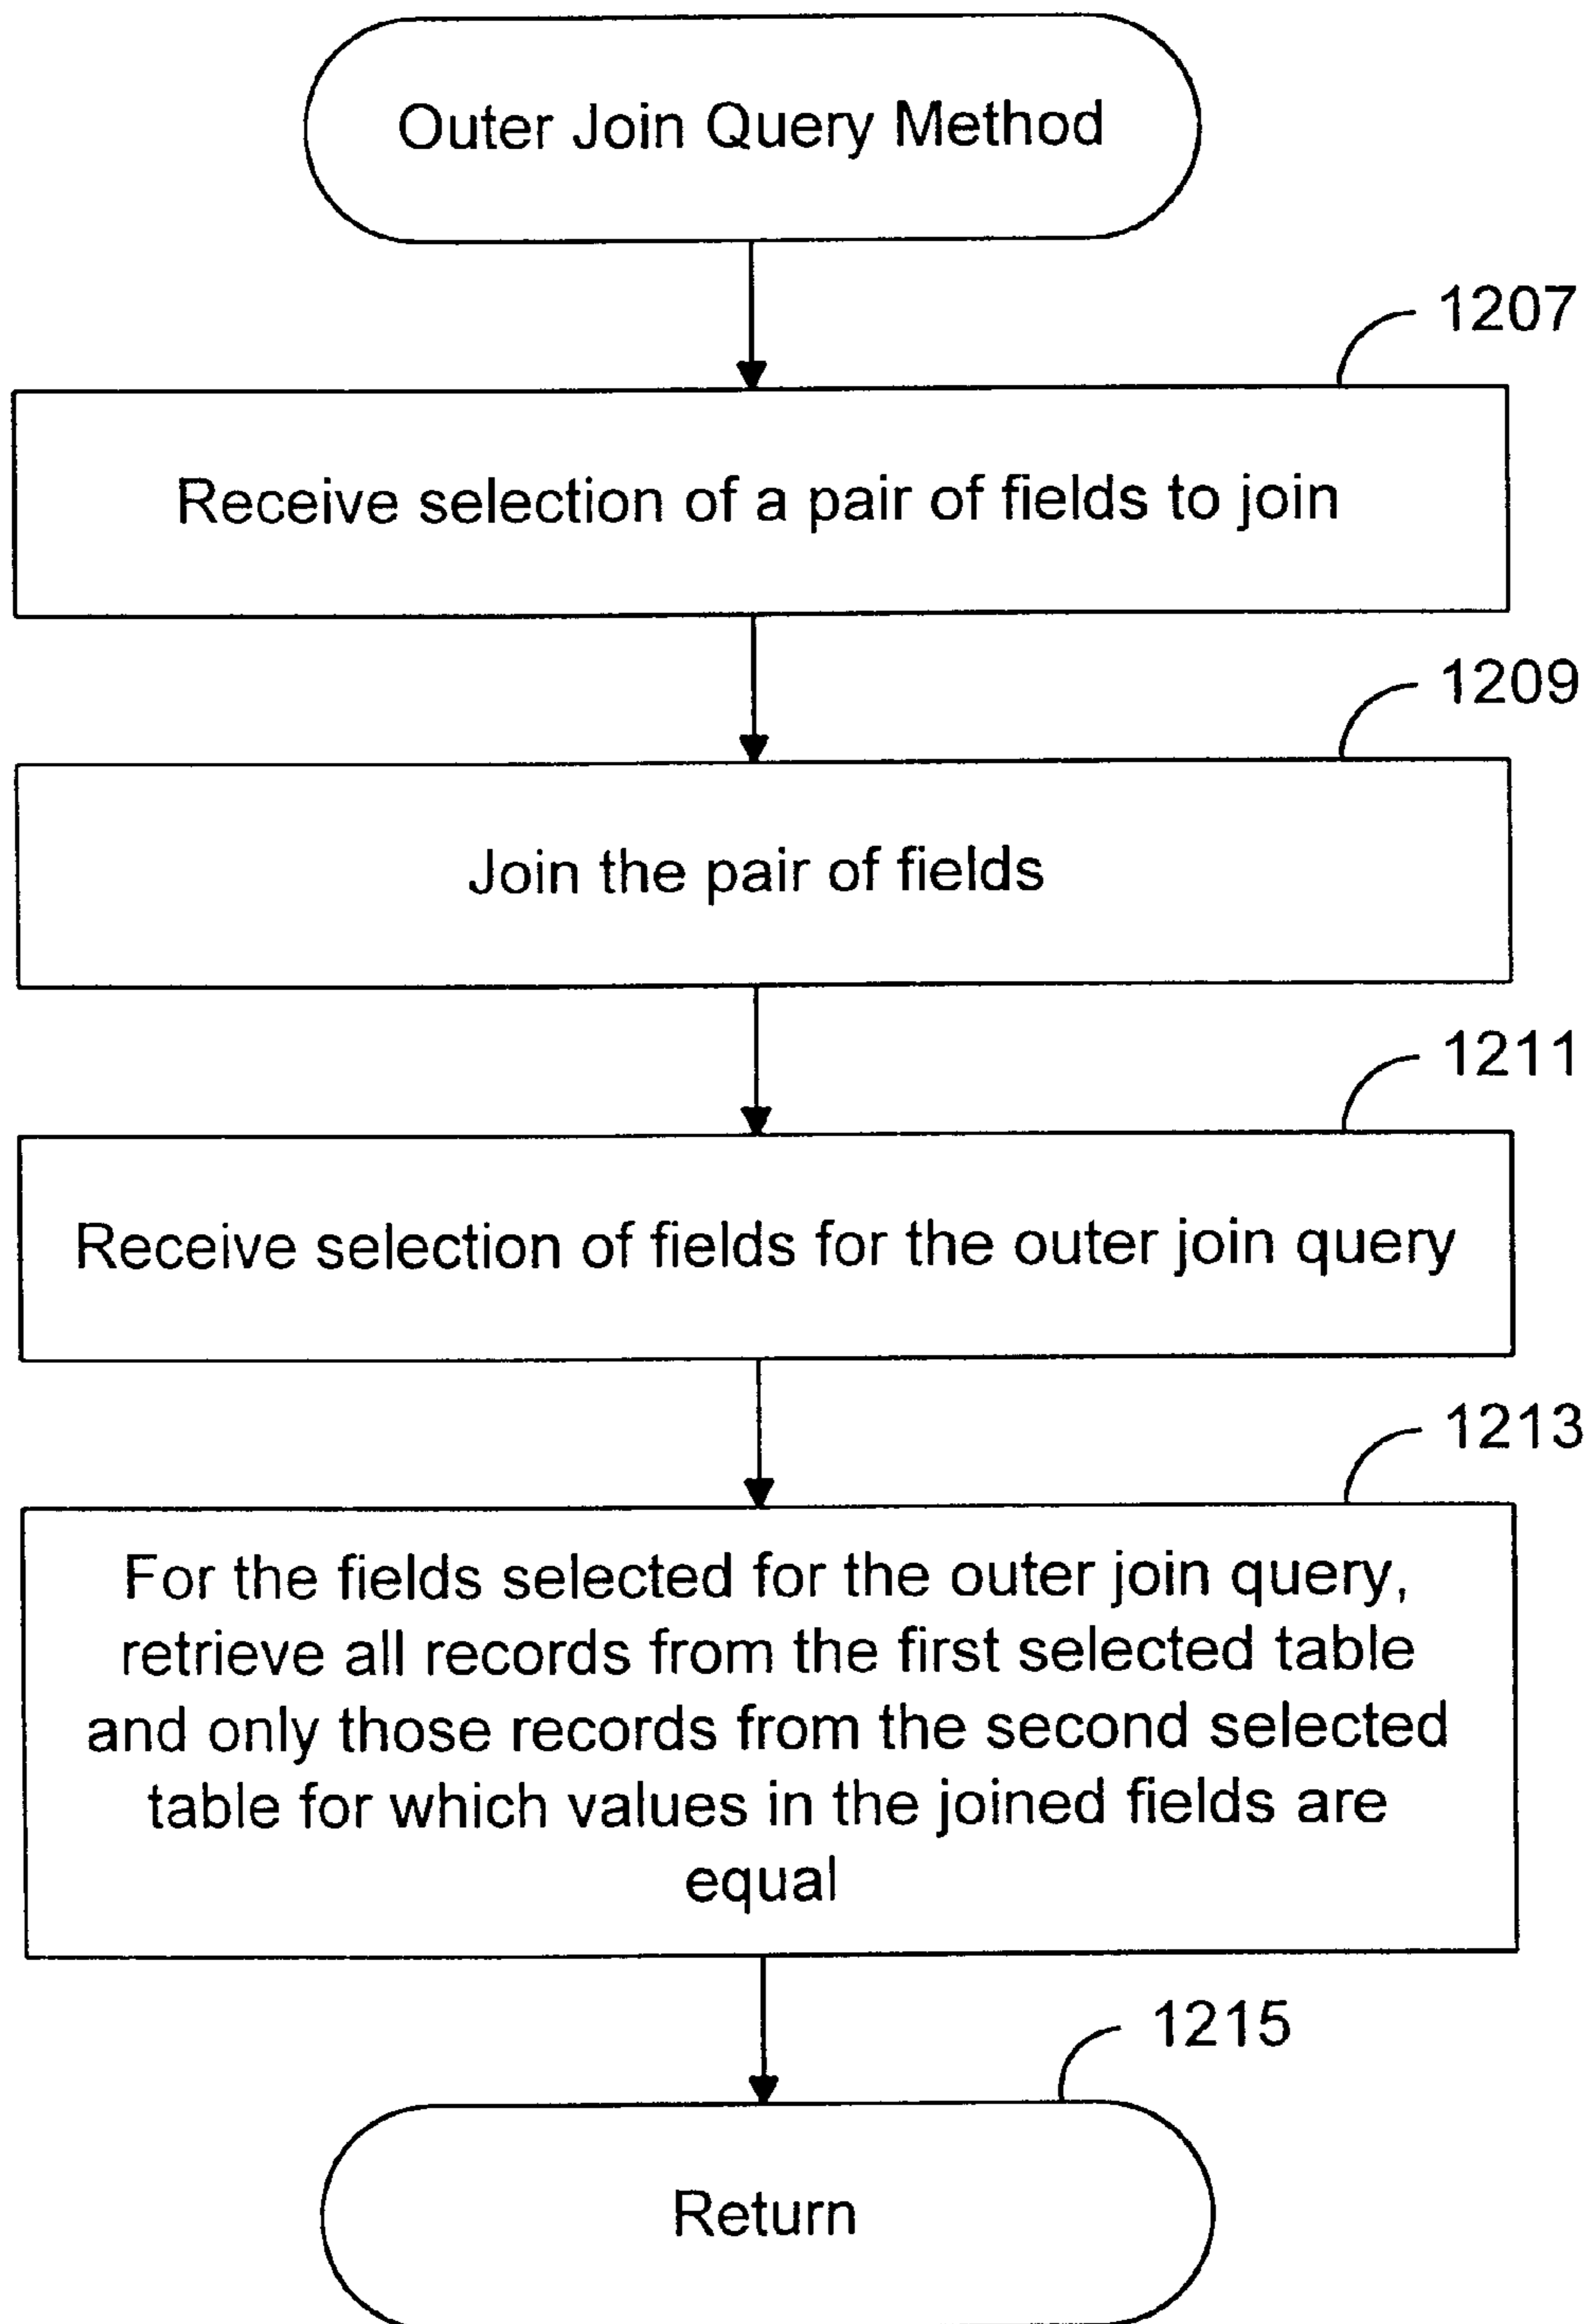 Outer Join Query Method
1207
Receive selection of a pair of fields to join
1209
Join the pair of fields
1211
Receive selection of fields for the outer join query
1213
For the fields selected for the outer join query,
retrieve all records from the first selected table
and only those records from the second selected
table for which values in the joined fields are
equal
1215
Return